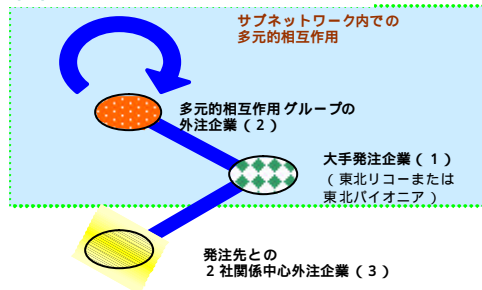 サブネットワーク内での
多元的相互作用
多元的相互作用グループの
外注企業（2）
大手発注企業（1）
（東北リコーまたは
東北パイオニア）
発注先との
2社関係中心外注企業（3）